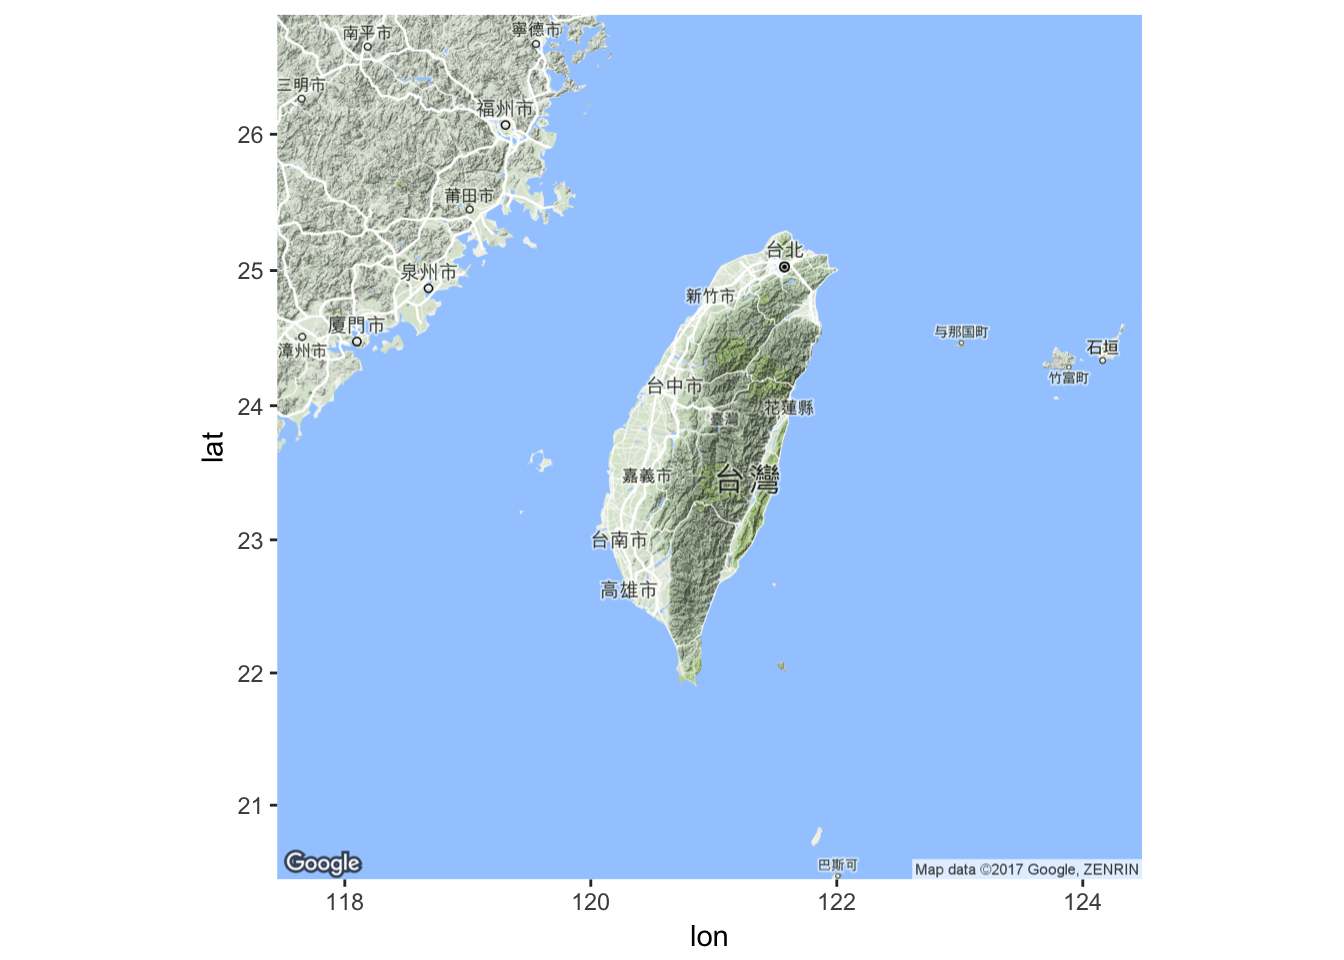 南平市
寧德市
三明市
福州市
26
莆田市
台北
25
泉州市
新竹市
廈門市
与那国町
漳州市
石垣
竹富町
台中市
24
花蓮縣
臺灣
lat
嘉義市
台灣
23
台南市
高雄市
22
21
巴斯可
Google
Map data ©2017 Google, ZENRIN
118
120
122
124
lon